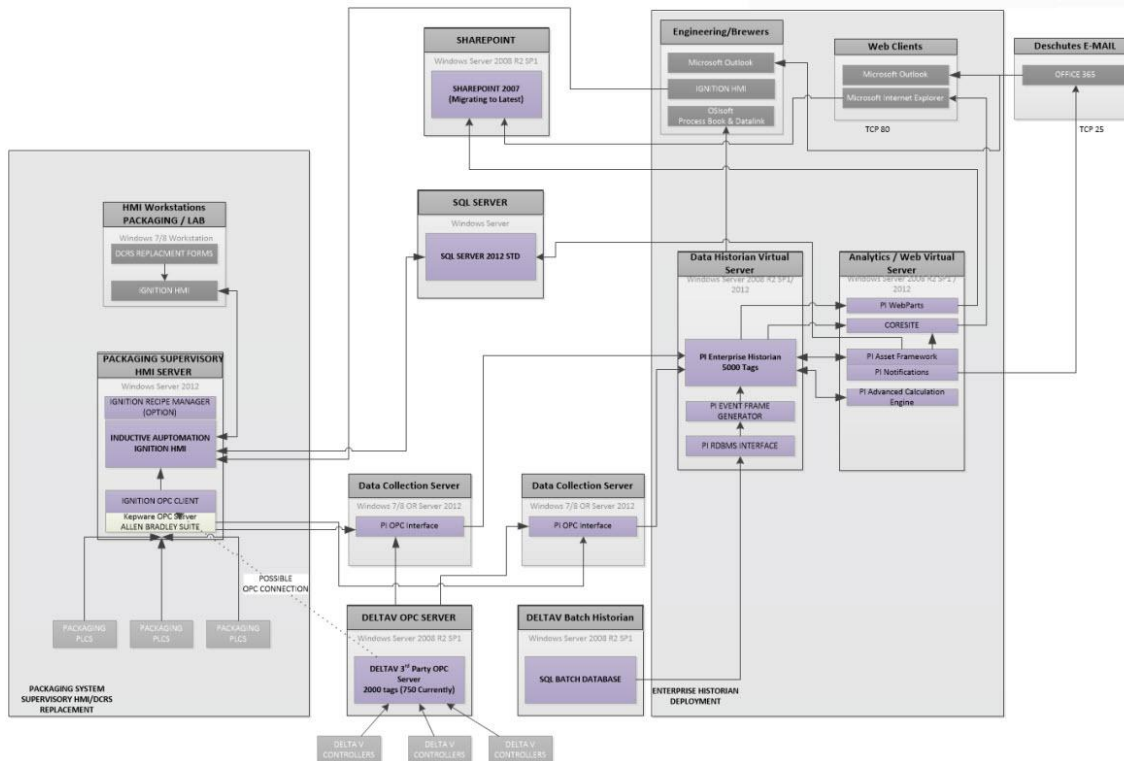 SHAREPOINT
Windows Server 2008 R2 SP1
SHAREPOINT 2007
(Migrating to Latest)
Engineering/Brewers
Microsoft Outlook
IGNITION HMI
OSIsoft
Process Book & Datalink
Web Clients
Microsoft Outlook
Microsoft Internet Explorer
TCP 80
Deschutes E-MAIL
OFFICE 365
TCP 25
HMI Workstations
PACKAGING / LAB
Windows 7/8 Workstation
DCRS REPLACMENT FORMS
IGNITION HMI
SQL SERVER
Windows Server
SQL SERVER 2012 STD
Data Historian Virtual
Server
Windows Server 2008 R2 SP1/
2012
PI Enterprise Historian
5000 Tags
PI EVENT FRAME
GENERATOR
PI RDBMS INTERFACE
Analytics / Web Virtual
Server
Windows Server 2008 R2 SP1 /
2012
PI WebParts
CORESITE
PI Asset Framework
PI Notifications
PI Advanced Calculation
Engine
PACKAGING SUPERVISORY
HMI SERVER
Windows Server 2012
IGNITION RECIPE MANAGER
(OPTION)
INDUCTIVE AUPTOMATION
IGNITION HMI
IGNITION OPC CLIENT
Kepware OPC Server
ALLEN BRADLEY SUITE
Data Collection Server
Windows 7/8 OR Server 2012
PI OPC Interface
Data Collection Server
Windows 7/8 OR Server 2012
PI OPC Interface
POSSIBLE
OPC CONNECTION
PACKAGING
PLCS
PACKAGING
PLCS
PACKAGING
PLCS
DELTAV OPC SERVER
Windows Server 2008 R2 SP1
DELTAV 3rd Party OPC
Server
2000 tags (750 Currently)
DELTAV Batch Historian
Windows Server 2008 R2 SP1
SQL BATCH DATABASE
PACKAGING SYSTEM
SUPERVISORY HMI/DCRS
REPLACEMENT
ENTERPRISE HISTORIAN
DEPLOYMENT
DELTA V
CONTROLLERS
DELTA V
CONTROLLERS
DELTA V
CONTROLLERS